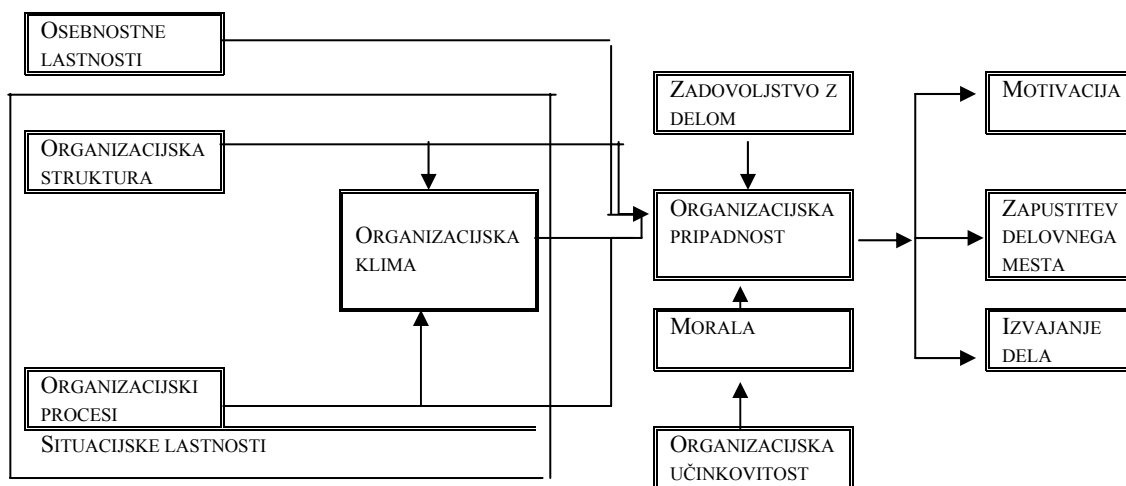 OSEBNOSTNE
LASTNOSTI
ORGANIZACIJSKA
STRUKTURA
ORGANIZACIJSKA
KLIMA
ORGANIZACIJSKI
PROCESI
SITUACIJSKE LASTNOSTI
ZADOVOLJSTVO Z
DELOM
ORGANIZACIJSKA
PRIPADNOST
MORALA
ORGANIZACIJSKA
UČINKOVITOST
MOTIVACIJA
ZAPUSTITEV
DELOVNEGA
MESTA
IZVAJANJE
DELA